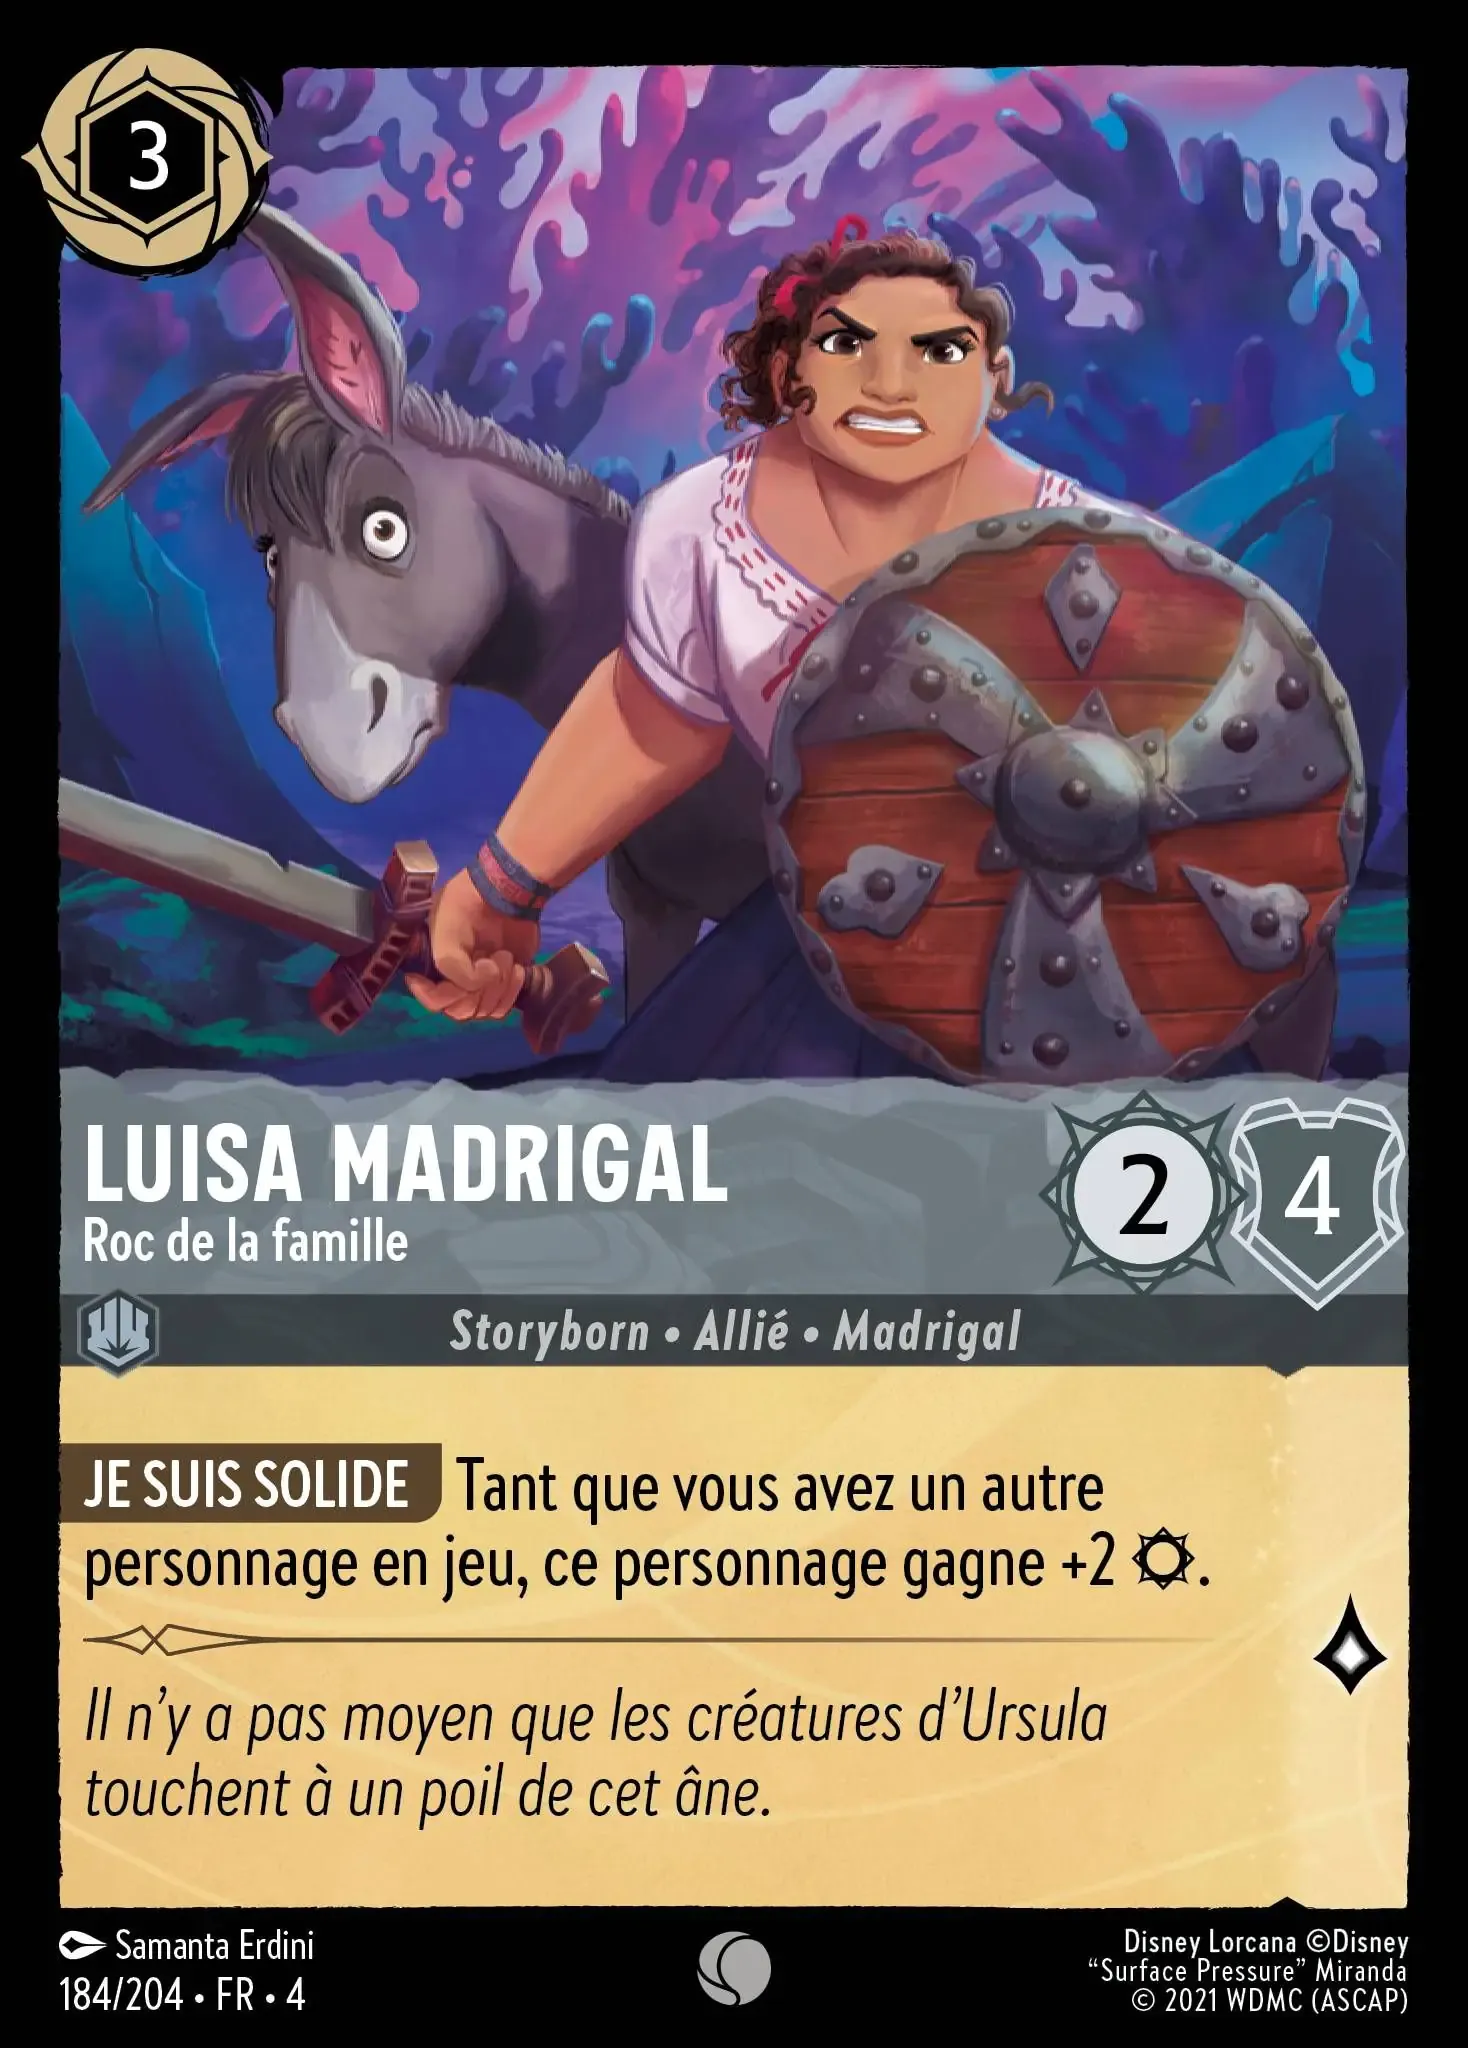 3
LUISA MADRIGAL
Roc de la famille
2
4
Storyborn • Allié • Madrigal
JE SUIS SOLIDE Tant que vous avez un autre
personnage en jeu, ce personnage gagne +2 .
Il n’y a pas moyen que les créatures d’Ursula
touchent à un poil de cet âne.
Samanta Erdini
184/204 • FR • 4
Disney Lorcana ©Disney
“Surface Pressure” Miranda
© 2021 WDMC (ASCAP)